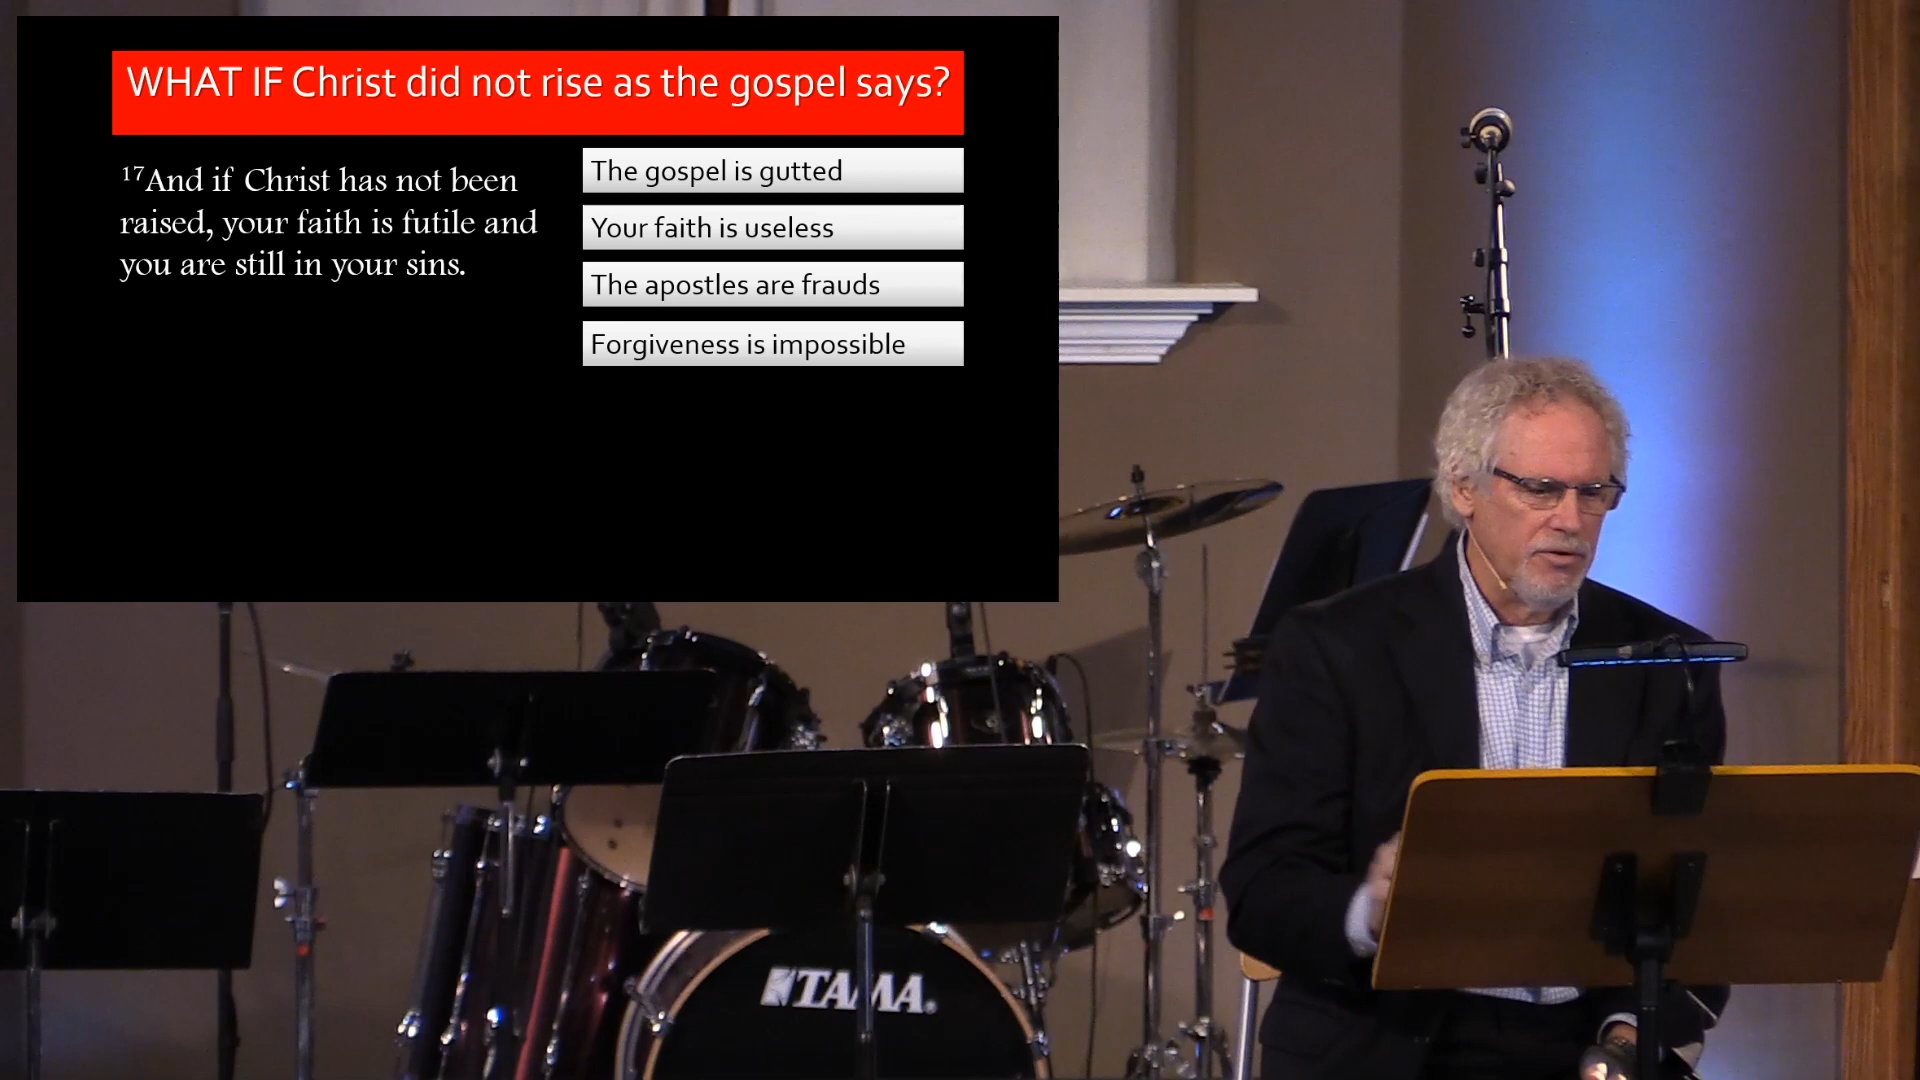 WHAT IF Christ did not rise as the gospel says?
¹⁷And if Christ has not been
raised, your faith is futile and
you are still in your sins.
The gospel is gutted
Your faith is useless
The apostles are frauds
Forgiveness is impossible
TAMA.